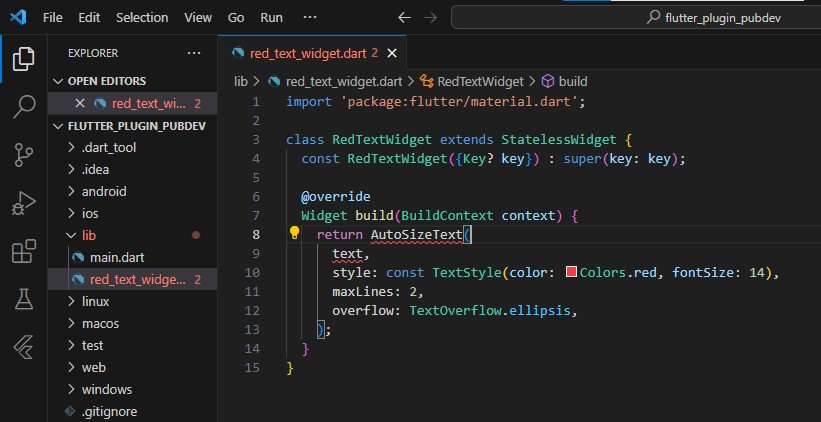 File Edit Selection View Go Run ··· ← → flutter_plugin_pubdev
EXPLORER ···
OPEN EDITORS
red_text_wi... 2
FLUTTER_PLUGIN_PUBDEV
.dart_tool
.idea
android
ios
lib
main.dart
red_text_widge... 2
linux
macos
test
web
windows
.gitignore
red_text_widget.dart 2
lib > red_text_widget.dart > RedTextWidget > build
1 import 'package:flutter/material.dart';
2
3 class RedTextWidget extends StatelessWidget {
4 const RedTextWidget({Key? key}) : super(key: key);
5
6 @override
7 Widget build(BuildContext context) {
8 return AutoSizeText(
9 text,
10 style: const TextStyle(color: Colors.red, fontSize: 14),
11 maxLines: 2,
12 overflow: TextOverflow.ellipsis,
13 );
14 }
15 }